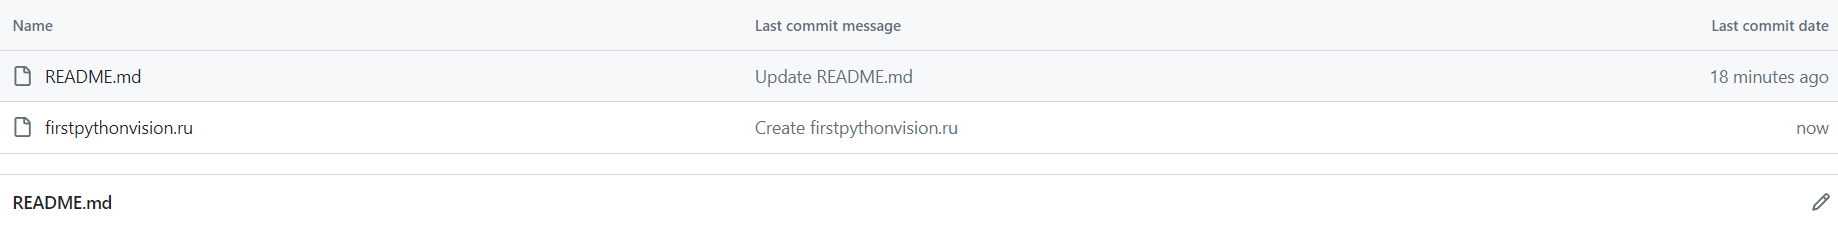 Name Last commit message Last commit date
README.md Update README.md 18 minutes ago
firstpythonvision.ru Create firstpythonvision.ru now
README.md